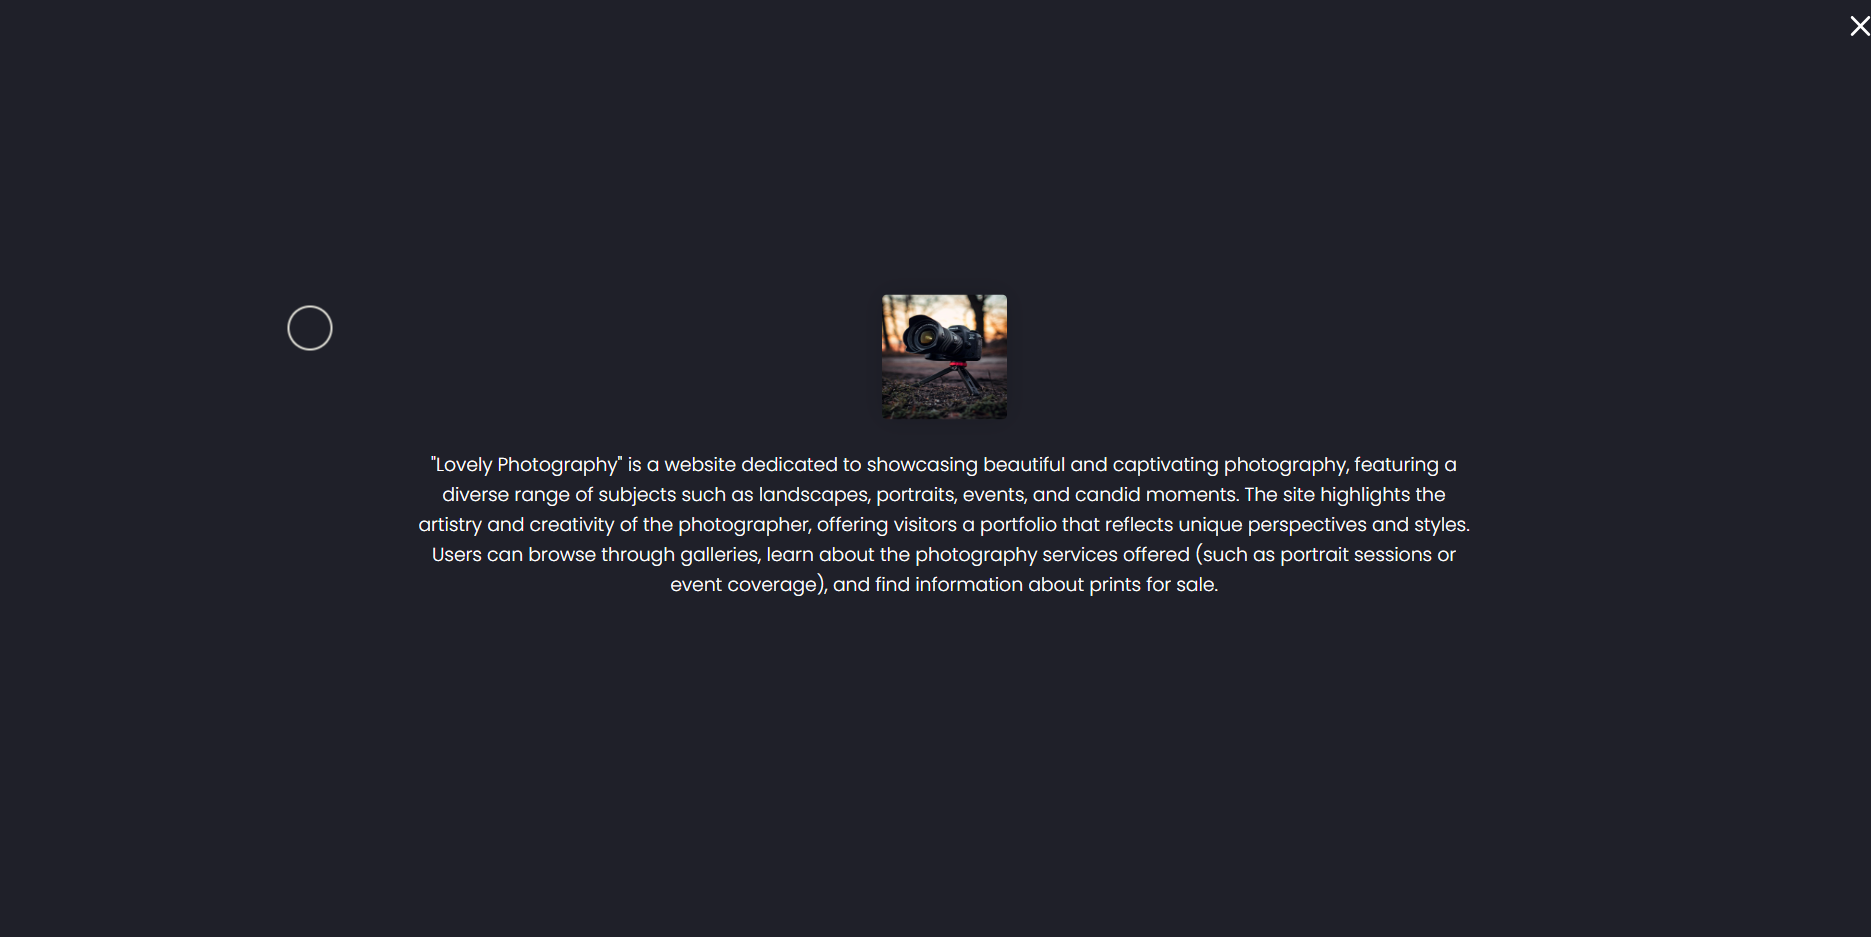 "Lovely Photography" is a website dedicated to showcasing beautiful and captivating photography, featuring a
diverse range of subjects such as landscapes, portraits, events, and candid moments. The site highlights the
artistry and creativity of the photographer, offering visitors a portfolio that reflects unique perspectives and styles.
Users can browse through galleries, learn about the photography services offered (such as portrait sessions or
event coverage), and find information about prints for sale.